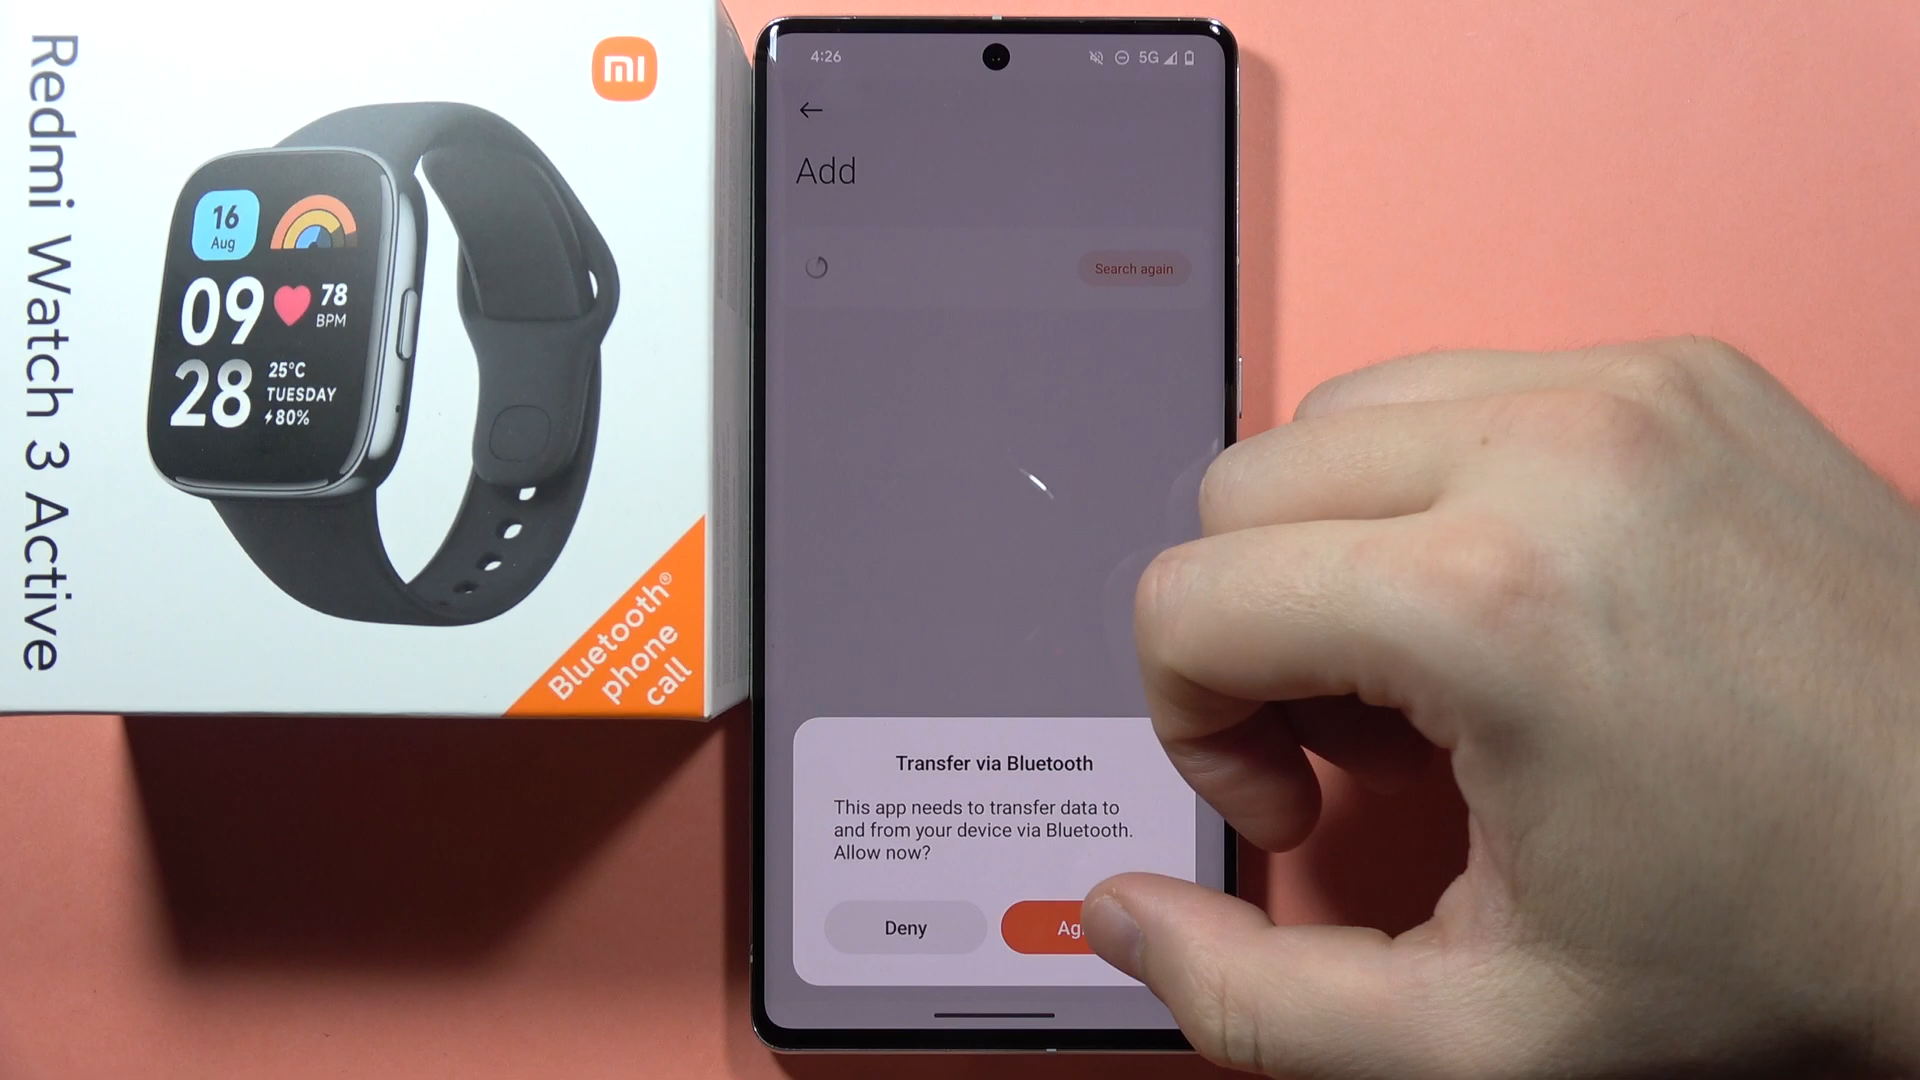 Redmi Watch 3 Active
mi
16
Aug
09
78
BPM
28
25°C
TUESDAY
80%
Bluetooth®
phone
call
4:26
5G
Add
Search again
Transfer via Bluetooth
This app needs to transfer data to
and from your device via Bluetooth.
Allow now?
Deny
Ag